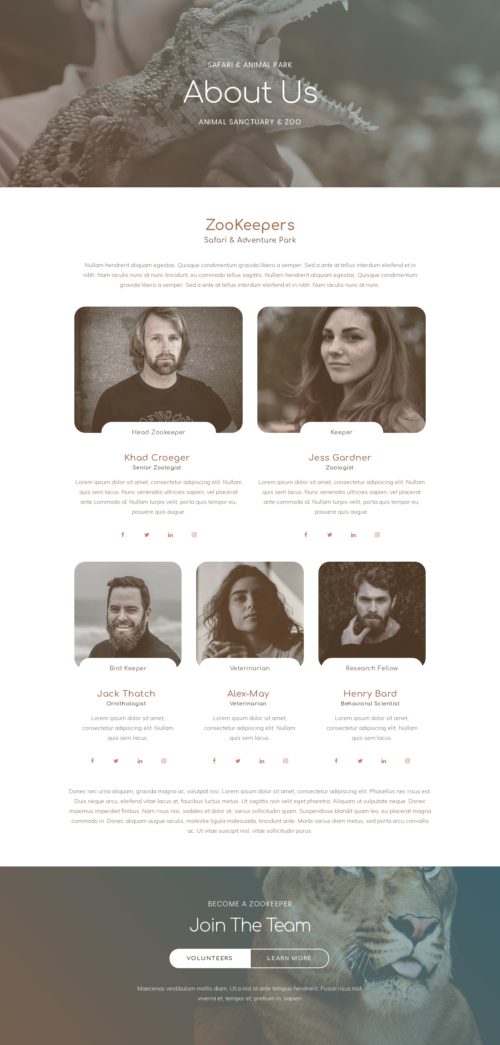 SAFARI & ANIMAL PARK
About Us
ANIMAL SANCTUARY & ZOO
ZooKeepers
Safari & Adventure Park
Nullam hendrerit aliquam egestas. Quisque condimentum gravida libero a semper. Sed a ante at tellus interdum eleifend et in
nibh. Nam iaculis nunc at nunc tincidunt, eu commodo tellus sagittis. Nullam hendrerit aliquam egestas. Quisque condimentum
gravida libero a semper. Sed a ante at tellus interdum eleifend et in nibh. Nam iaculis nunc at nunc.
Head Zookeeper
Keeper
Khad Croeger
Senior Zoologist
Lorem ipsum dolor sit amet, consectetur adipiscing elit. Nullam
quis sem lacus. Nunc venenatis ultricies sapien, vel placerat
ante commodo id. Nullam turpis velit, porta quis tempor eu,
posuere quis augue.
Jess Gardner
Zoologist
Lorem ipsum dolor sit amet, consectetur adipiscing elit. Nullam
quis sem lacus. Nunc venenatis ultricies sapien, vel placerat
ante commodo id. Nullam turpis velit, porta quis tempor eu,
posuere quis augue.
Bird Keeper
Veterinarian
Research Fellow
Jack Thatch
Ornithologist
Lorem ipsum dolor sit amet,
consectetur adipiscing elit. Nullam
quis sem lacus.
Alex-May
Veterinarian
Lorem ipsum dolor sit amet,
consectetur adipiscing elit. Nullam
quis sem lacus.
Henry Bard
Behavioral Scientist
Lorem ipsum dolor sit amet,
consectetur adipiscing elit. Nullam
quis sem lacus.
Donec nec urna aliquam, gravida magna ac, volutpat nisi. Lorem ipsum dolor sit amet, consectetur adipiscing elit. Phasellus nec risus est.
Duis neque arcu, eleifend vitae lacus at, faucibus luctus metus. Ut sagittis non velit eget pharetra. Aliquam ut vulputate neque. Donec
maximus imperdiet finibus. Nam risus nisi, sodales et dolor at, varius sollicitudin quam. Suspendisse blandit quam leo, eu placerat magna
commodo in. Donec aliquam augue iaculis, molestie ligula malesuada, tincidunt ante. Morbi varius diam metus, sed porta arcu convallis
ac. Ut vitae suscipit nisl, vitae sollicitudin purus.
BECOME A ZOOKEEPER
Join The Team
VOLUNTEERS
LEARN MORE
Maecenas vestibulum mollis diam. Ut a nisl id ante tempus hendrerit. Fusce risus nisl,
viverra et, tempor et, pretium in, sapien